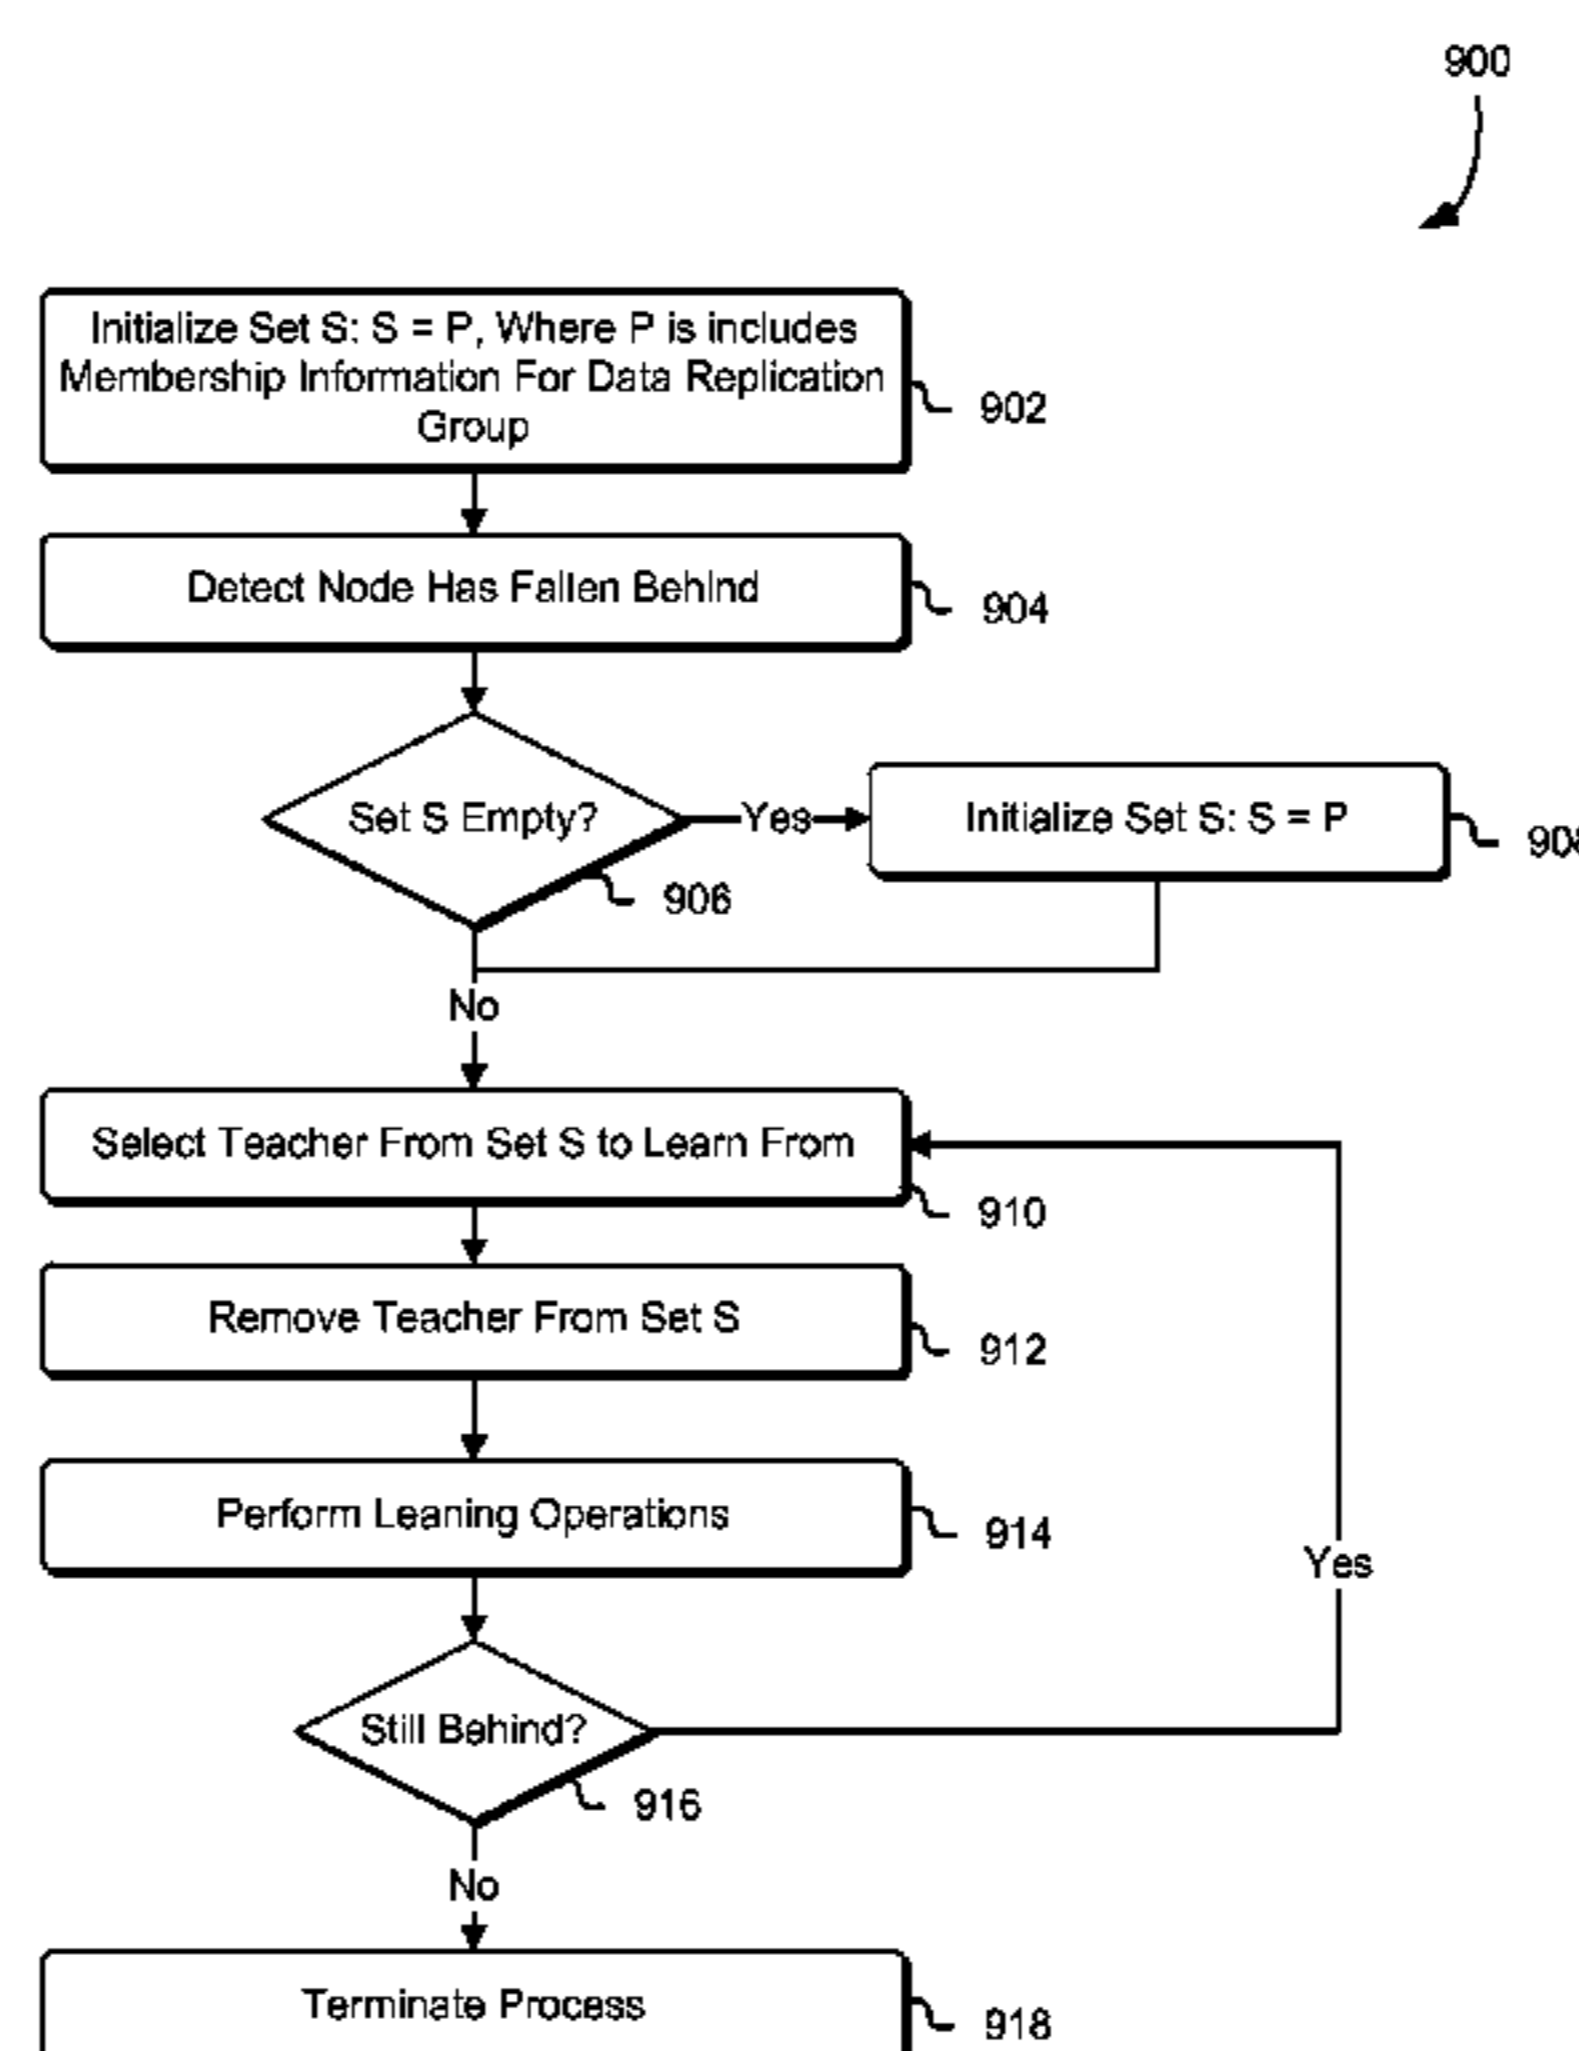 900
Initialize Set S: S = P, Where P is includes
Membership Information For Data Replication
Group
902
Detect Node Has Fallen Behind
904
Set S Empty?
Yes
Initialize Set S: S = P
906
No
Select Teacher From Set S to Learn From
910
Remove Teacher From Set S
912
Perform Leaning Operations
914
Yes
Still Behind?
916
No
Terminate Process
918